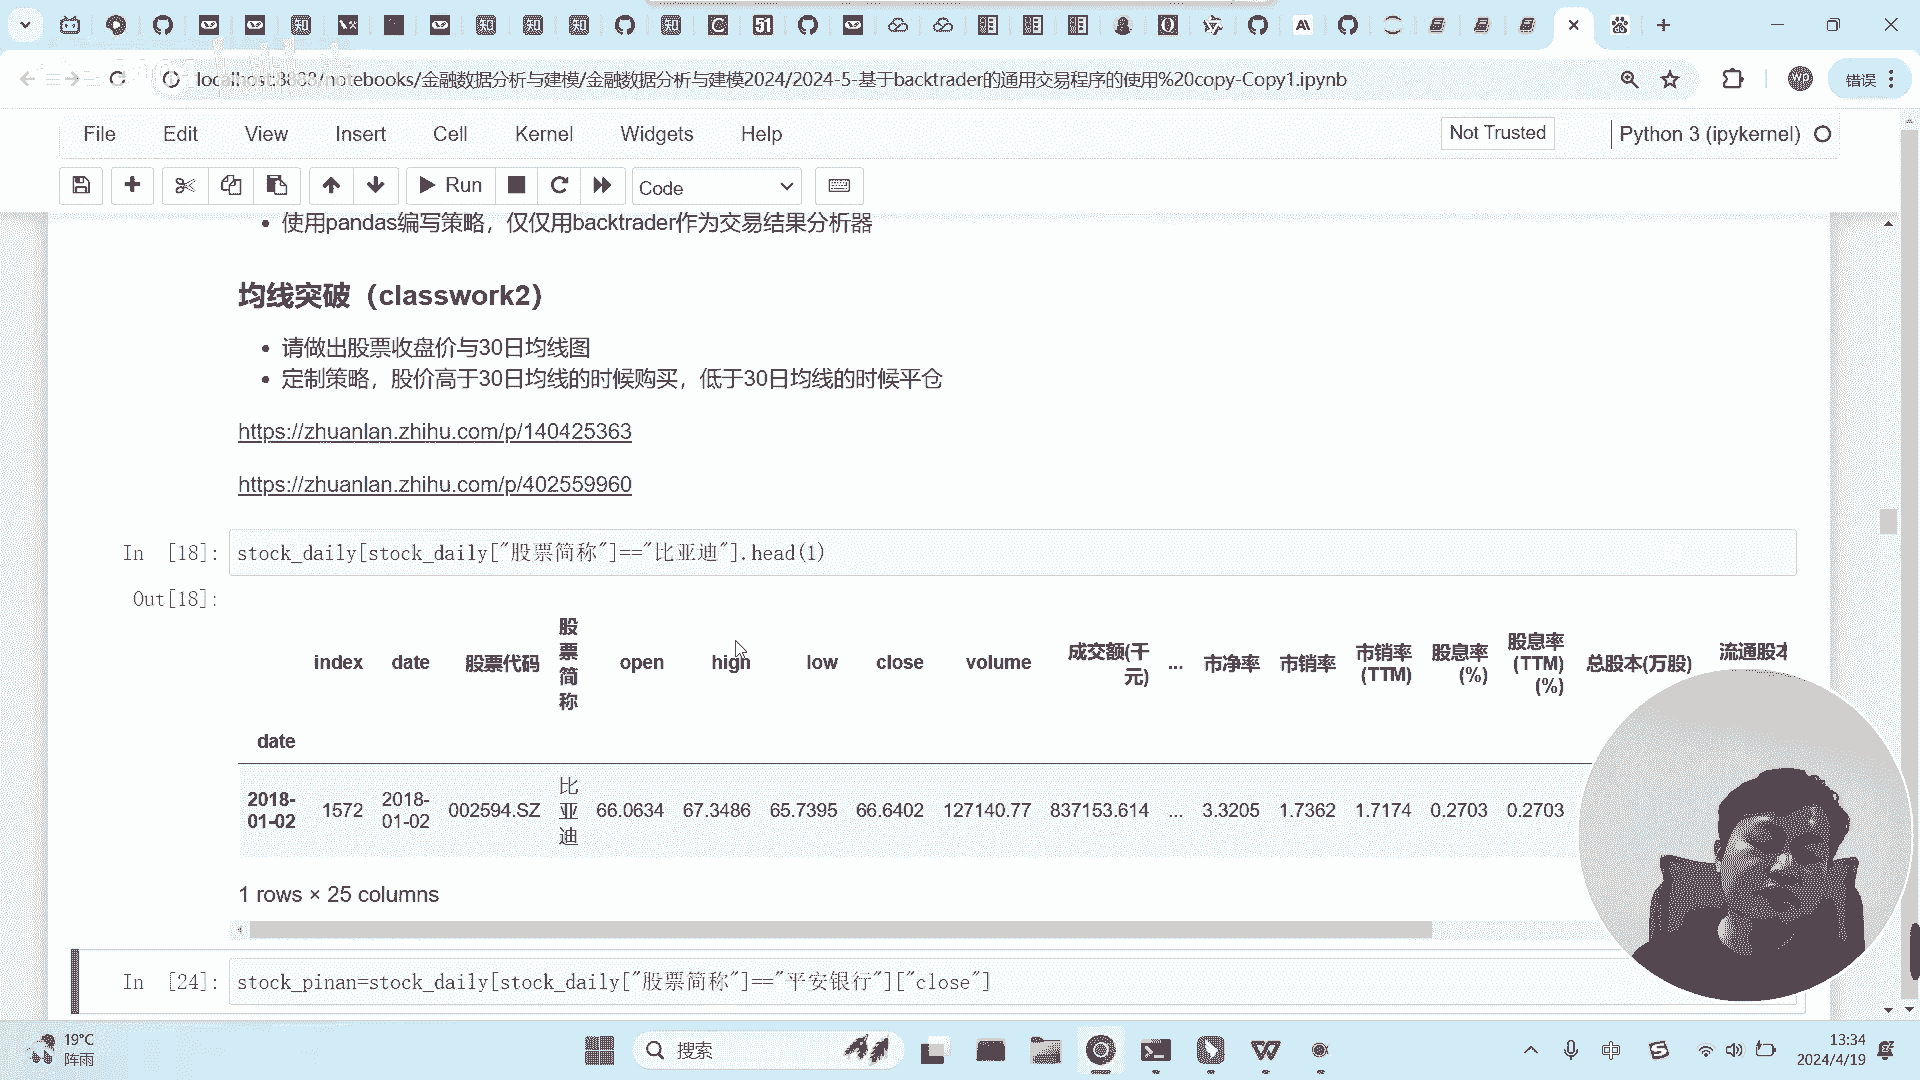 localhost:8888/notebooks/金融数据分析与建模/金融数据分析与建模2024/2024-5-基于backtrader的通用交易程序的使用%20copy-Copy1.ipynb
错误
File Edit View Insert Cell Kernel Widgets Help
Not Trusted
Python 3 (ipykernel)
Run
Code
使用pandas编写策略，仅仅用backtrader作为交易结果分析器
均线突破（classwork2）
请做出股票收盘价与30日均线图
定制策略，股价高于30日均线的时候购买，低于30日均线的时候平仓
https://zhuanlan.zhihu.com/p/140425363
https://zhuanlan.zhihu.com/p/402559960
In [18]: stock_daily[stock_daily["股票简称"]=="比亚迪"].head(1)
Out[18]:
index date 股票代码 股票简称 open high low close volume 成交额(千元) ... 市净率 市销率 市销率(TTM) 股息率(%) 股息率(TTM)(%) 总股本(万股) 流通股本
date
2018-01-02 1572 2018-01-02 002594.SZ 比亚迪 66.0634 67.3486 65.7395 66.6402 127140.77 837153.614 ... 3.3205 1.7362 1.7174 0.2703 0.2703
1 rows × 25 columns
In [24]: stock_pinan=stock_daily[stock_daily["股票简称"]=="平安银行"]["close"]
19°C
阵雨
搜索
中
13:34
2024/4/19